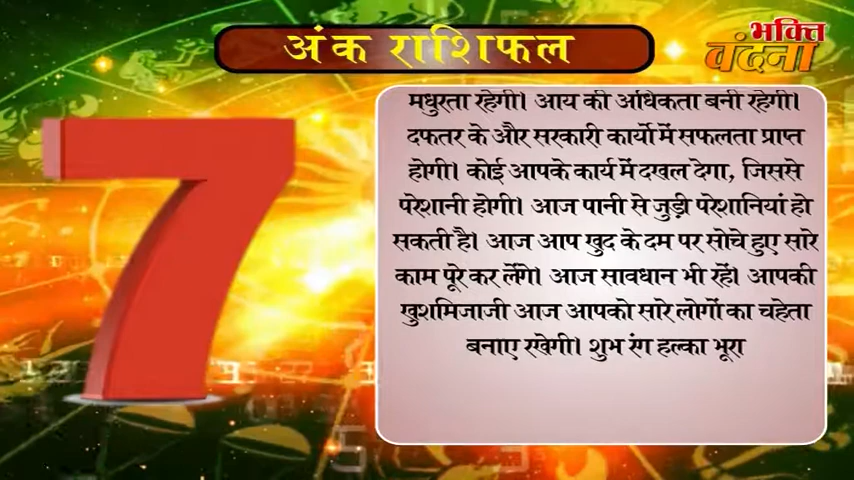 अंक राशिफल
भक्ति
वंदना
7
मधुरता रहेगी। आय की अधिकता बनी रहेगी।
दफतर के और सरकारी कार्यो में सफलता प्राप्त
होगी। कोई आपके कार्य में दखल देगा, जिससे
परेशानी होगी। आज पानी से जुड़ी परेशानियां हो
सकती है। आज आप खुद के दम पर सोचे हुए सारे
काम पूरे कर लेंगे। आज सावधान भी रहें। आपकी
खुशमिजाजी आज आपको सारे लोगों का चहेता
बनाए रखेगी। शुभ रंग हल्का भूरा